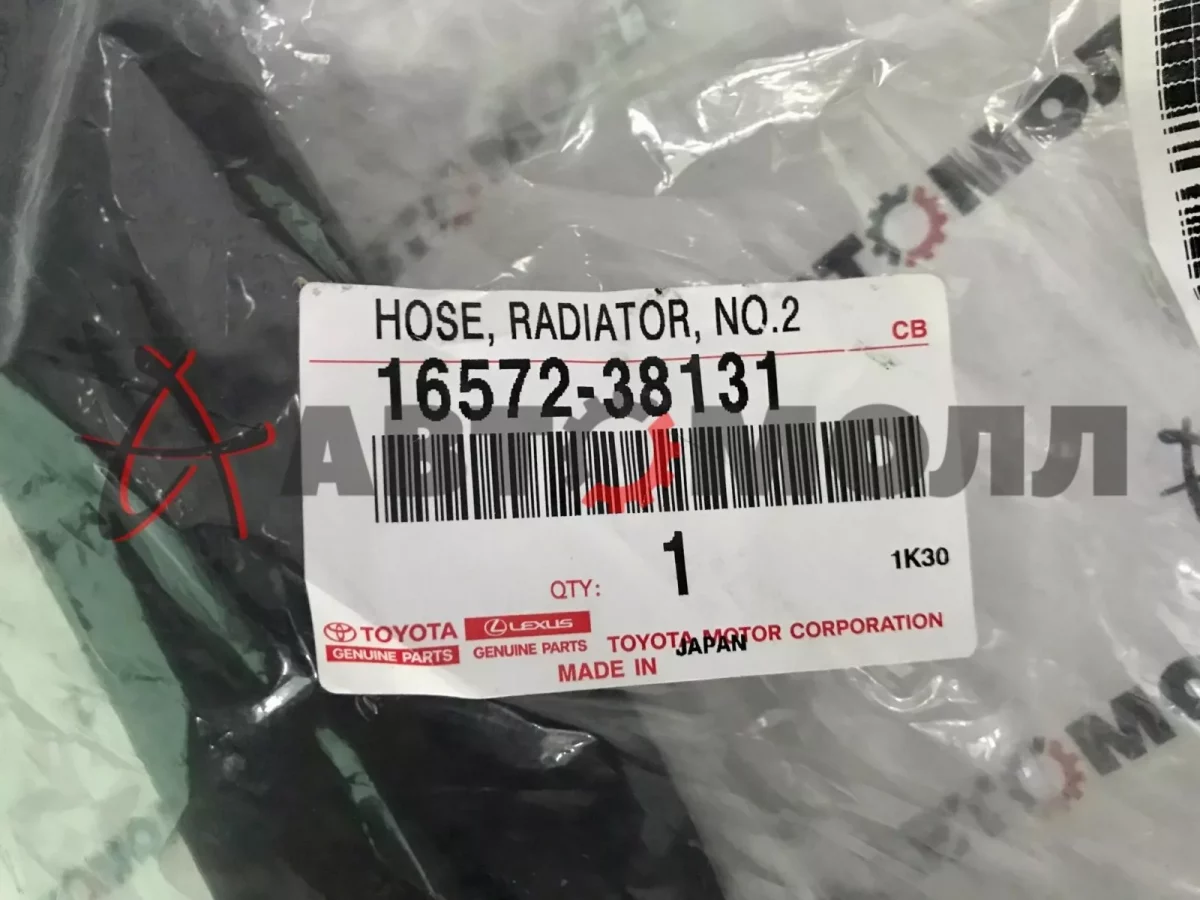 HOSE, RADIATOR, NO.2
CB
16572-38131
АВТОМОЛЛ
QTY: 1
1K30
TOYOTA
GENUINE PARTS
LEXUS
GENUINE PARTS
TOYOTA MOTOR CORPORATION
MADE IN JAPAN